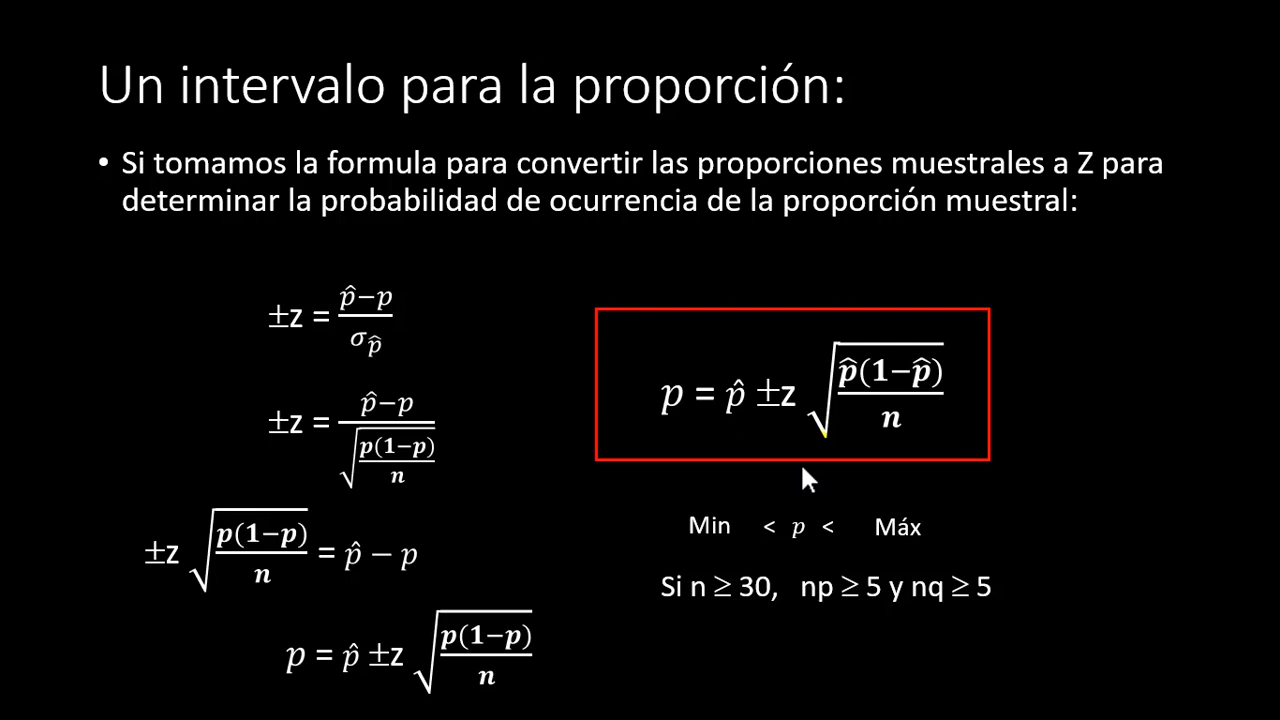 Un intervalo para la proporción:
• Si tomamos la formula para convertir las proporciones muestrales a Z para
determinar la probabilidad de ocurrencia de la proporción muestral:
±z = (p̂−p)/σ_p̂
±z = (p̂−p)/√(p(1−p)/n)
±z √(p(1−p)/n) = p̂ − p
p = p̂ ±z √(p(1−p)/n)
p = p̂ ±z √(p̂(1−p̂)/n)
Min < p < Máx
Si n ≥ 30, np ≥ 5 y nq ≥ 5